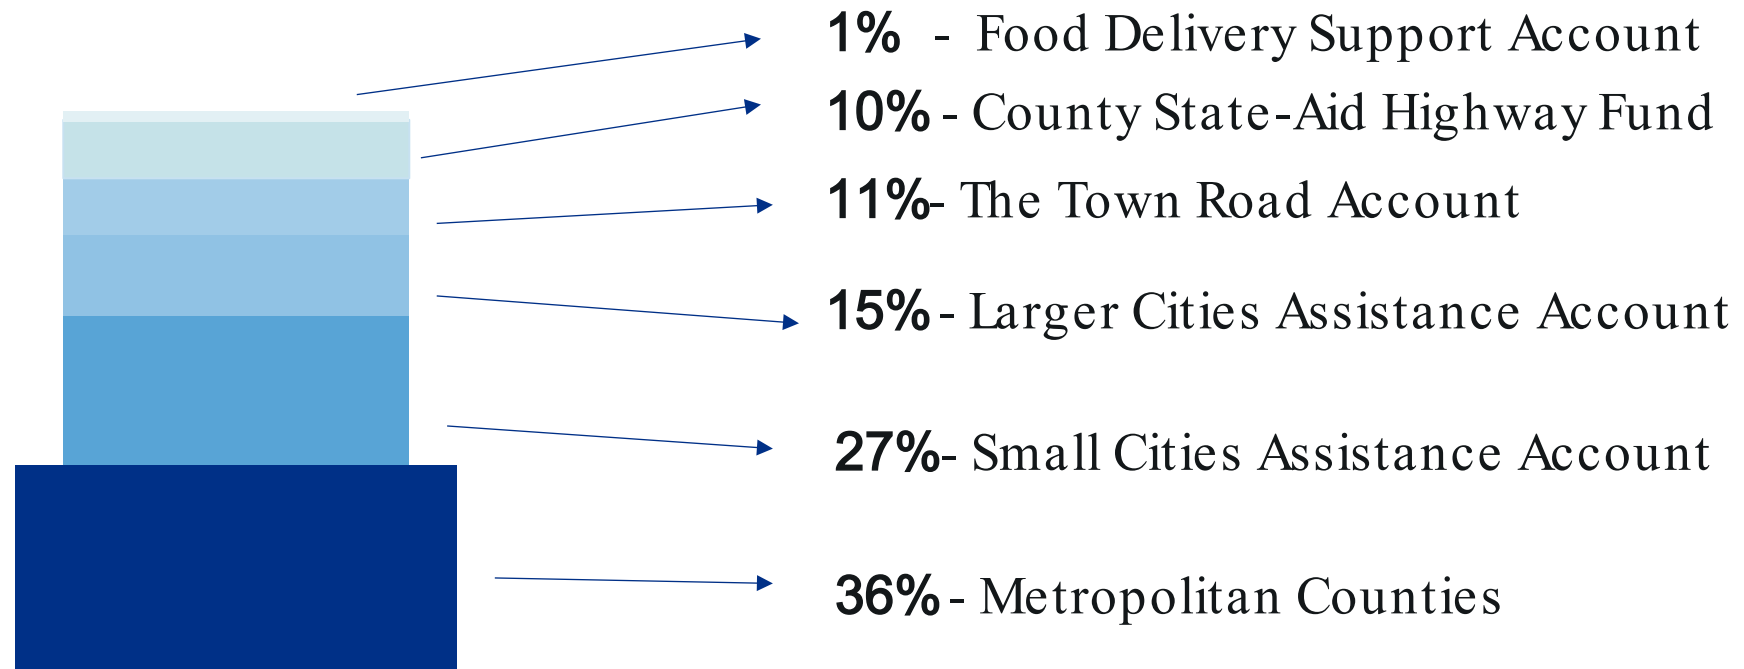 1% - Food Delivery Support Account
10% - County State-Aid Highway Fund
11%- The Town Road Account
15% - Larger Cities Assistance Account
27%- Small Cities Assistance Account
36% - Metropolitan Counties